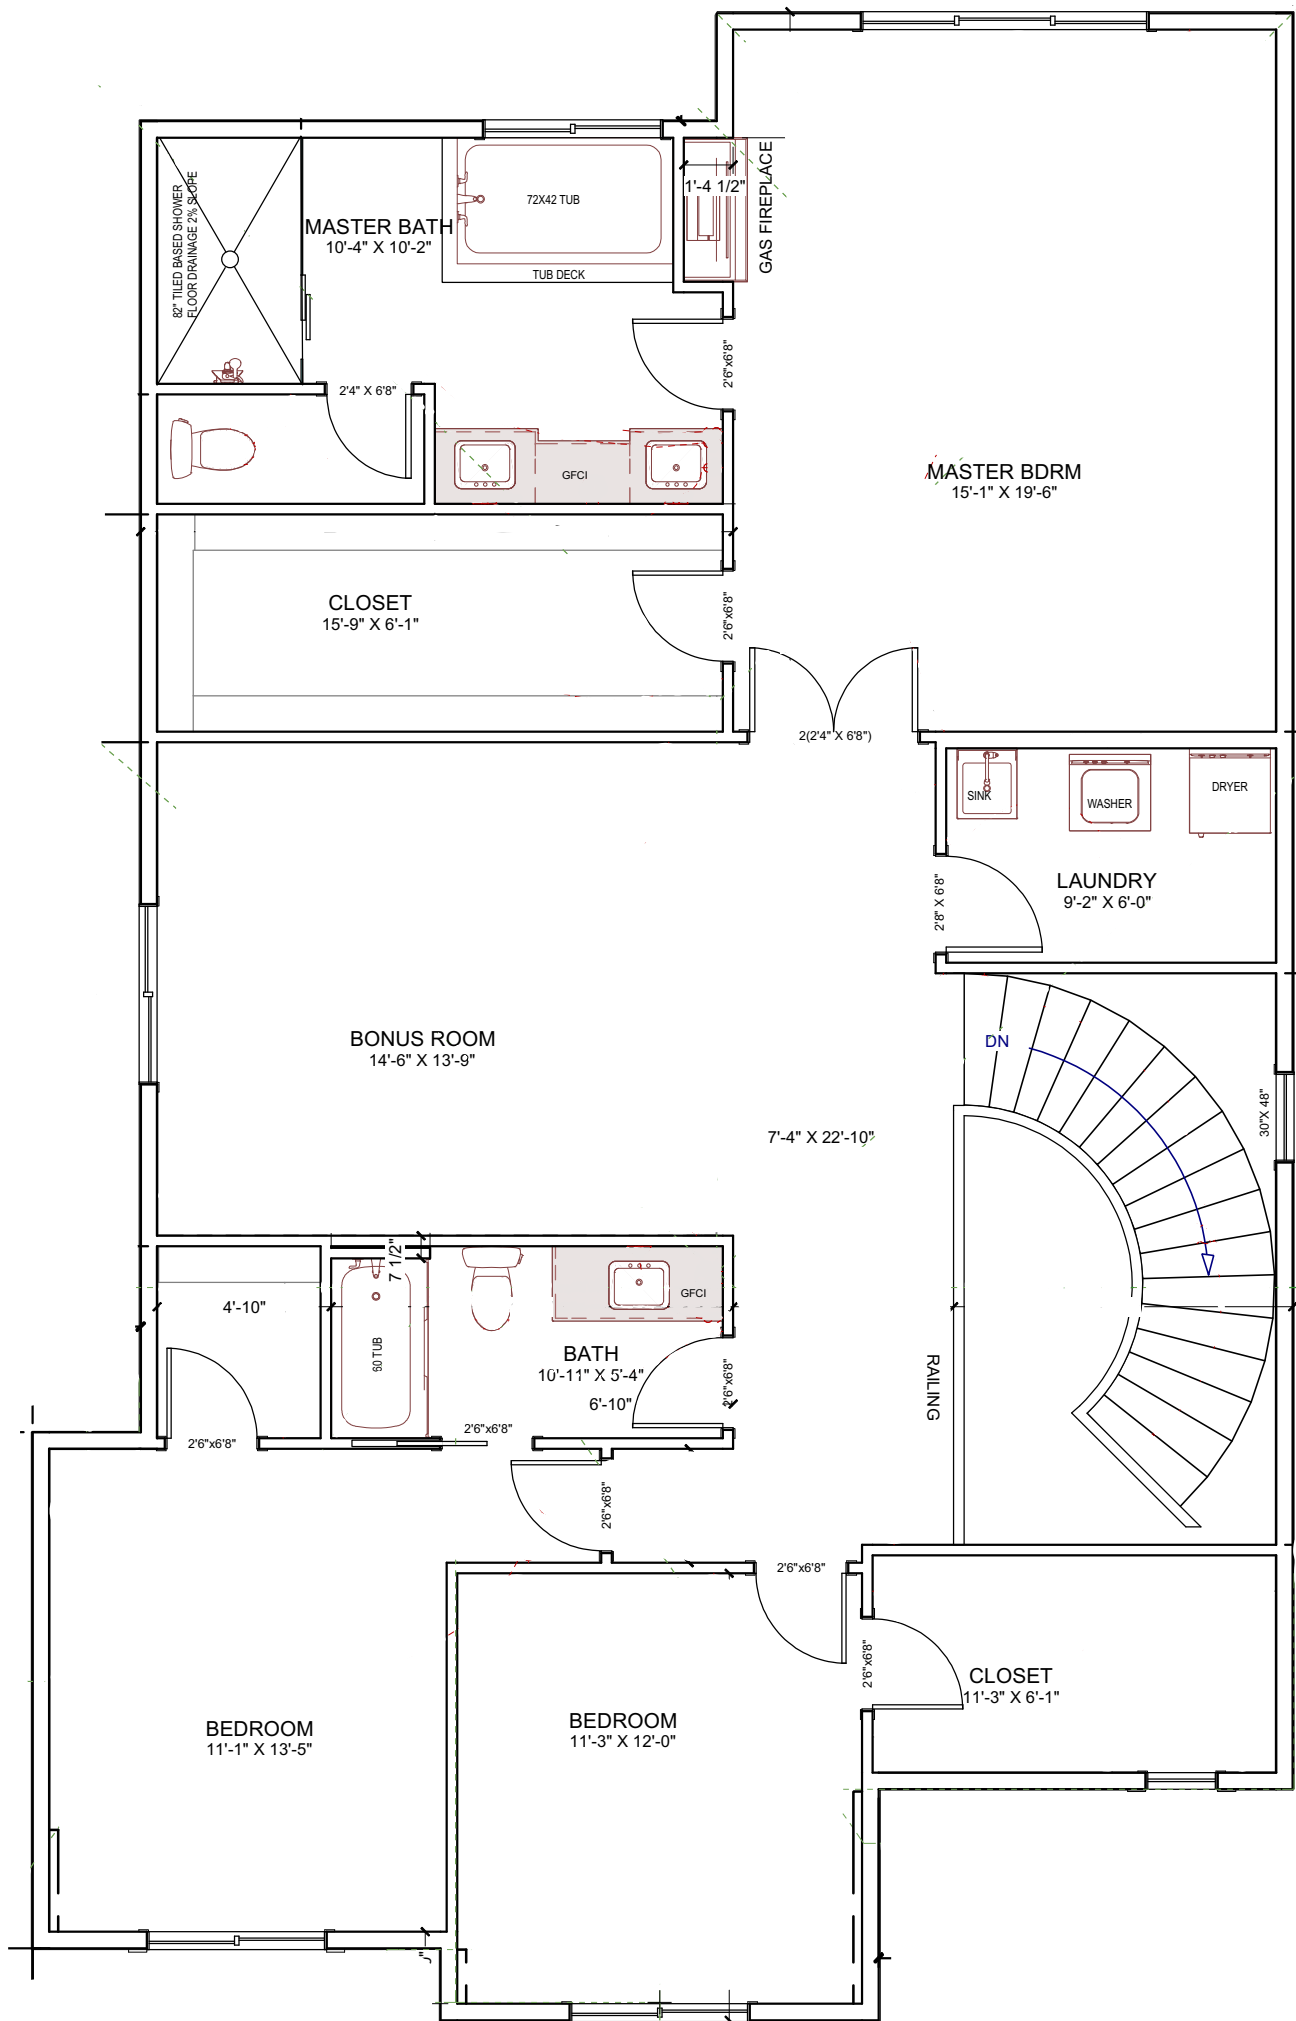 GAS FIREPLACE
1'-4 1/2"
82" TILED BASED SHOWER
FLOOR DRAINAGE 2% SLOPE
72X42 TUB
MASTER BATH
10'-4" X 10'-2"
TUB DECK
2'6"x6'8"
2'4" X 6'8"
GFCI
MASTER BDRM
15'-1" X 19'-6"
CLOSET
15'-9" X 6'-1"
2'6"x6'8"
2(2'4" X 6'8")
SINK
WASHER
DRYER
LAUNDRY
9'-2" X 6'-0"
2'8" X 6'8"
BONUS ROOM
14'-6" X 13'-9"
DN
30"X 48"
7'-4" X 22'-10"
7 1/2"
4'-10"
GFCI
60 TUB
BATH
10'-11" X 5'-4"
6'-10"
2'6"x6'8"
RAILING
2'6"x6'8"
2'6"x6'8"
2'6"x6'8"
2'6"x6'8"
2'6"x6'8"
CLOSET
11'-3" X 6'-1"
BEDROOM
11'-1" X 13'-5"
BEDROOM
11'-3" X 12'-0"